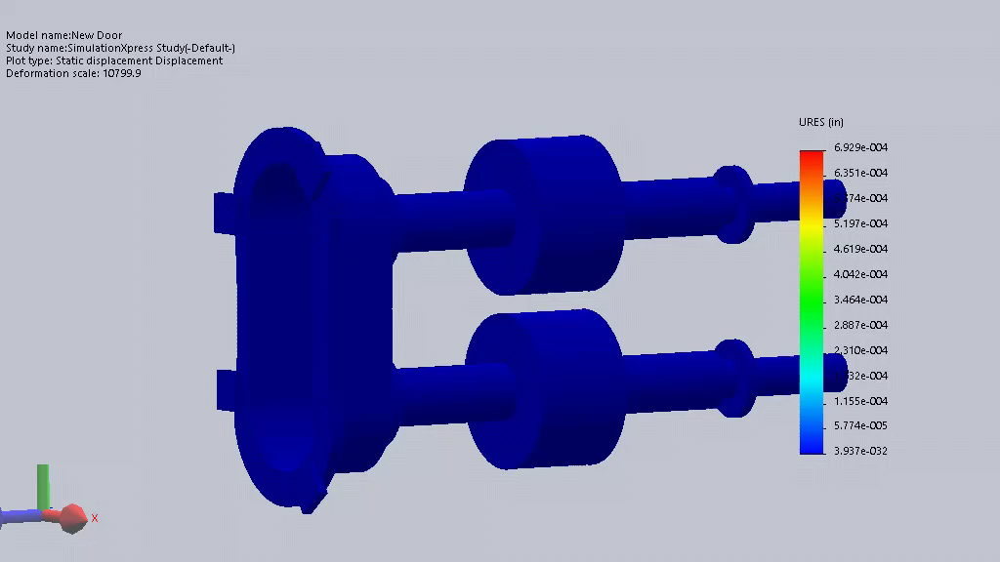 Model name:New Door
Study name:SimulationXpress Study(-Default-)
Plot type: Static displacement Displacement
Deformation scale: 10799.9
URES (in)
6.929e-004
6.351e-004
5.197e-004
4.619e-004
4.042e-004
3.464e-004
2.887e-004
2.310e-004
1.155e-004
5.774e-005
3.937e-032
X